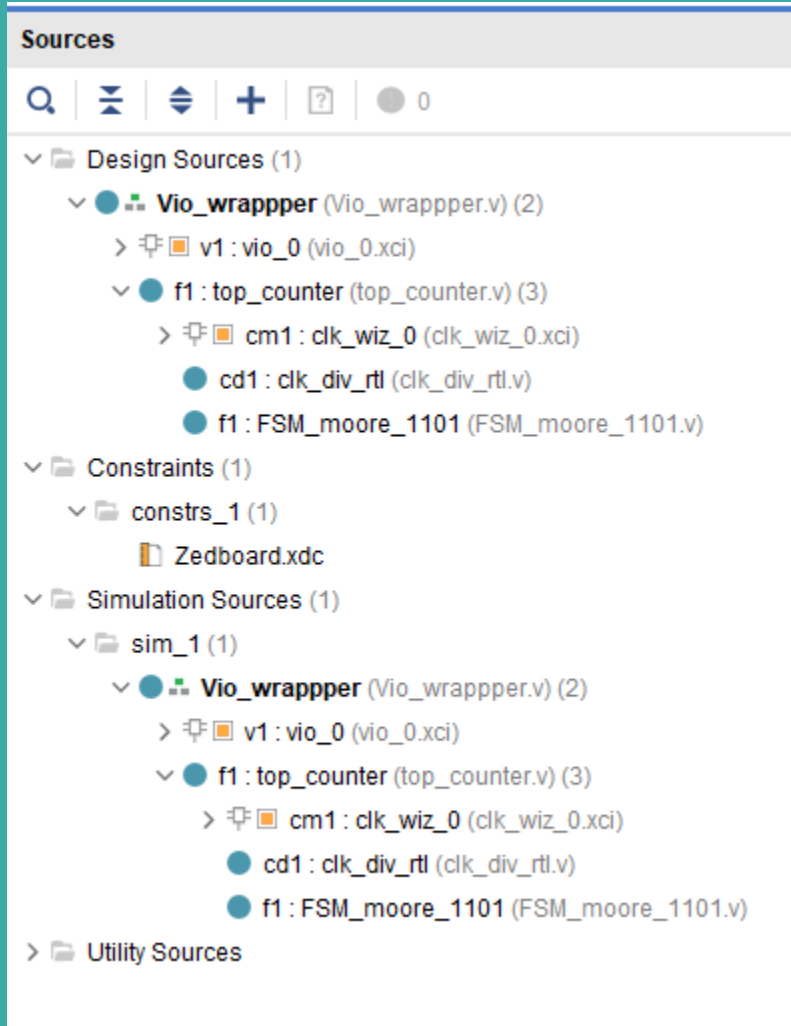 Sources
0
Design Sources (1)
Vio_wrappper (Vio_wrappper.v) (2)
v1 : vio_0 (vio_0.xci)
f1 : top_counter (top_counter.v) (3)
cm1 : clk_wiz_0 (clk_wiz_0.xci)
cd1 : clk_div_rtl (clk_div_rtl.v)
f1 : FSM_moore_1101 (FSM_moore_1101.v)
Constraints (1)
constrs_1 (1)
Zedboard.xdc
Simulation Sources (1)
sim_1 (1)
Vio_wrappper (Vio_wrappper.v) (2)
v1 : vio_0 (vio_0.xci)
f1 : top_counter (top_counter.v) (3)
cm1 : clk_wiz_0 (clk_wiz_0.xci)
cd1 : clk_div_rtl (clk_div_rtl.v)
f1 : FSM_moore_1101 (FSM_moore_1101.v)
Utility Sources